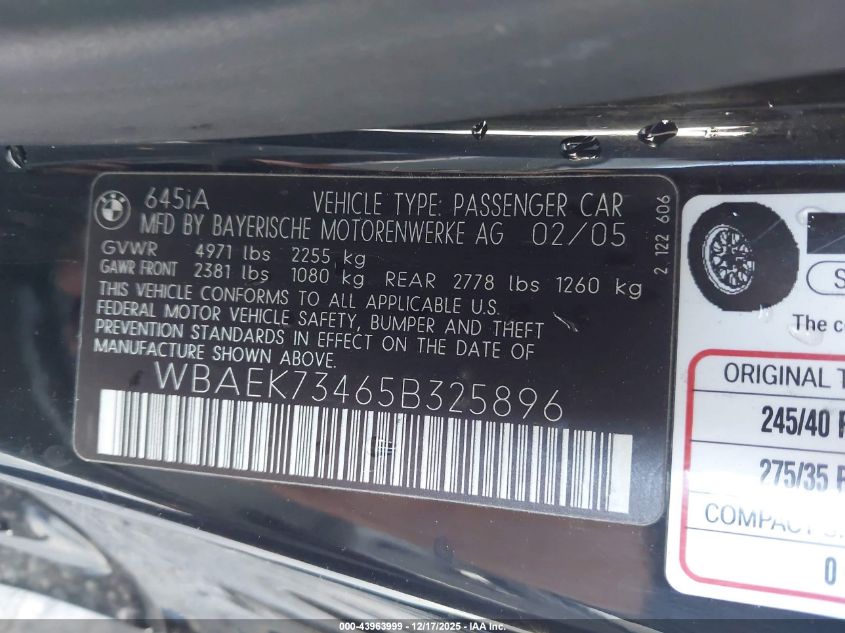 645iA VEHICLE TYPE: PASSENGER CAR
MFD BY BAYERISCHE MOTORENWERKE AG 02/05
GVWR 4971 lbs 2255 kg
GAWR FRONT 2381 lbs 1080 kg REAR 2778 lbs 1260 kg
THIS VEHICLE CONFORMS TO ALL APPLICABLE U.S.
FEDERAL MOTOR VEHICLE SAFETY, BUMPER AND THEFT
PREVENTION STANDARDS IN EFFECT ON THE DATE OF
MANUFACTURE SHOWN ABOVE.
WBAEK73465B325896
2 122 606
The
ORIGINAL
245/40
275/35
COMPACT
0
000-43963999 - 12/17/2025 - IAAI.COM